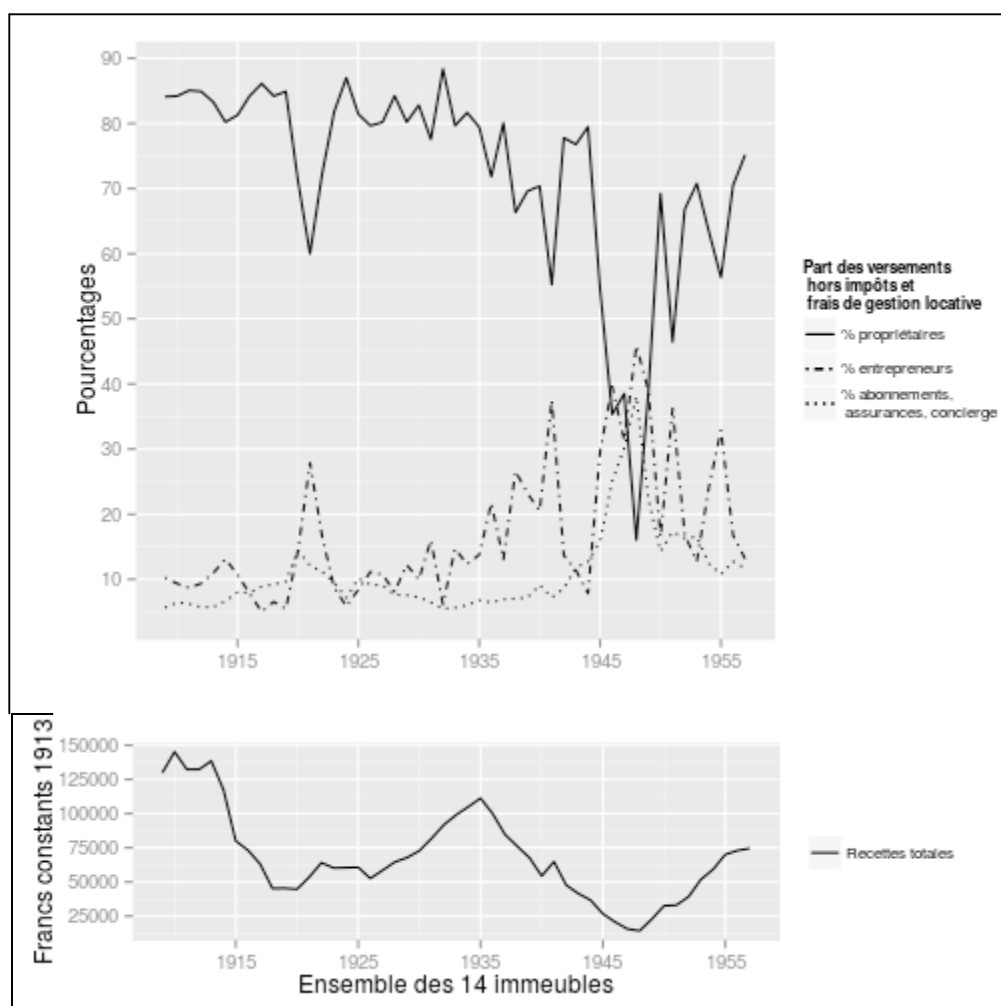 90
80
70
60
50
40
30
20
10
Pourcentages
1915 1925 1935 1945 1955
Part des versements
hors impôts et
frais de gestion locative
% propriétaires
% entrepreneurs
% abonnements,
assurances, concierge
150000
125000
100000
75000
50000
25000
Francs constants 1913
1915 1925 1935 1945 1955
Ensemble des 14 immeubles
Recettes totales